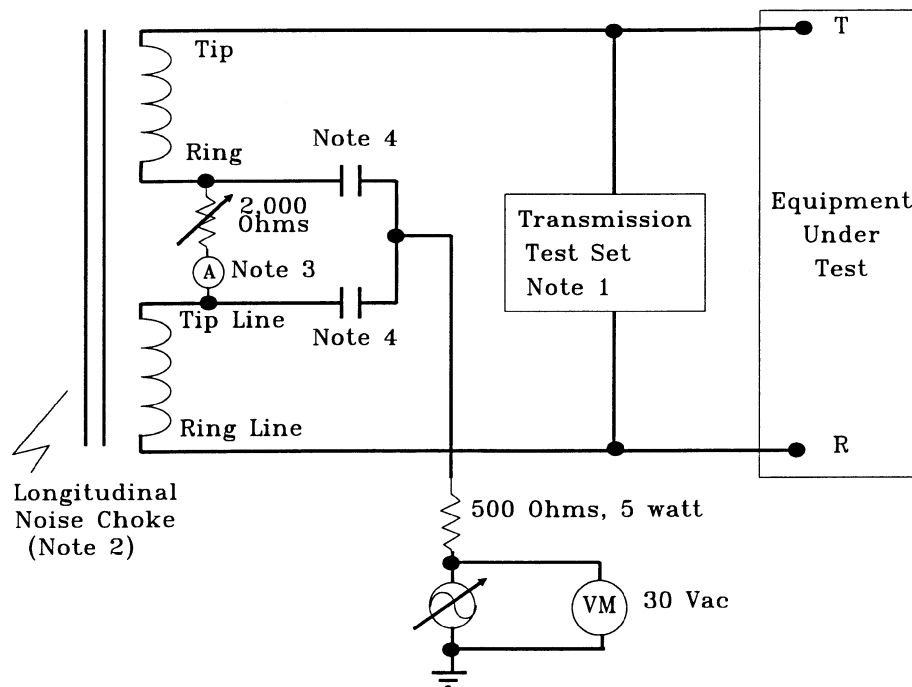 Tip
T
Note 4
Ring
2,000
Ohms
A
Note 3
Tip Line
Note 4
Transmission
Test Set
Note 1
Equipment
Under
Test
Ring Line
R
Longitudinal
Noise Choke
(Note 2)
500 Ohms, 5 watt
VM
30 Vac